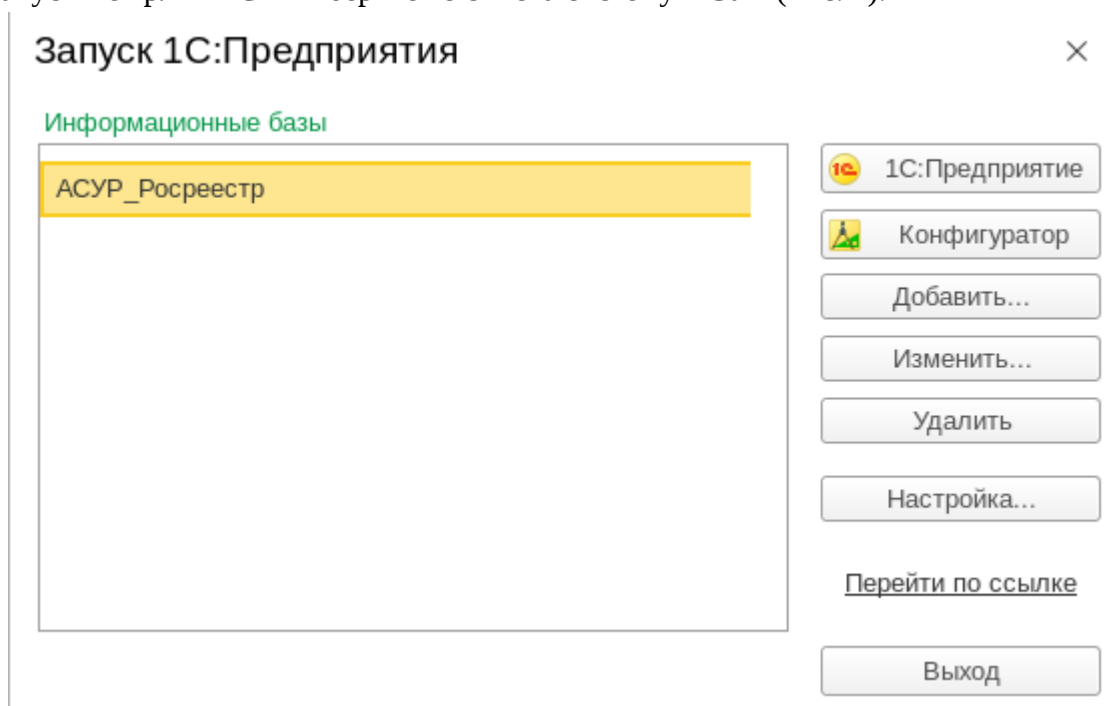 Запуск 1С:Предприятия
Информационные базы
АСУР_Росреестр
1С:Предприятие
Конфигуратор
Добавить...
Изменить...
Удалить
Настройка...
Перейти по ссылке
Выход